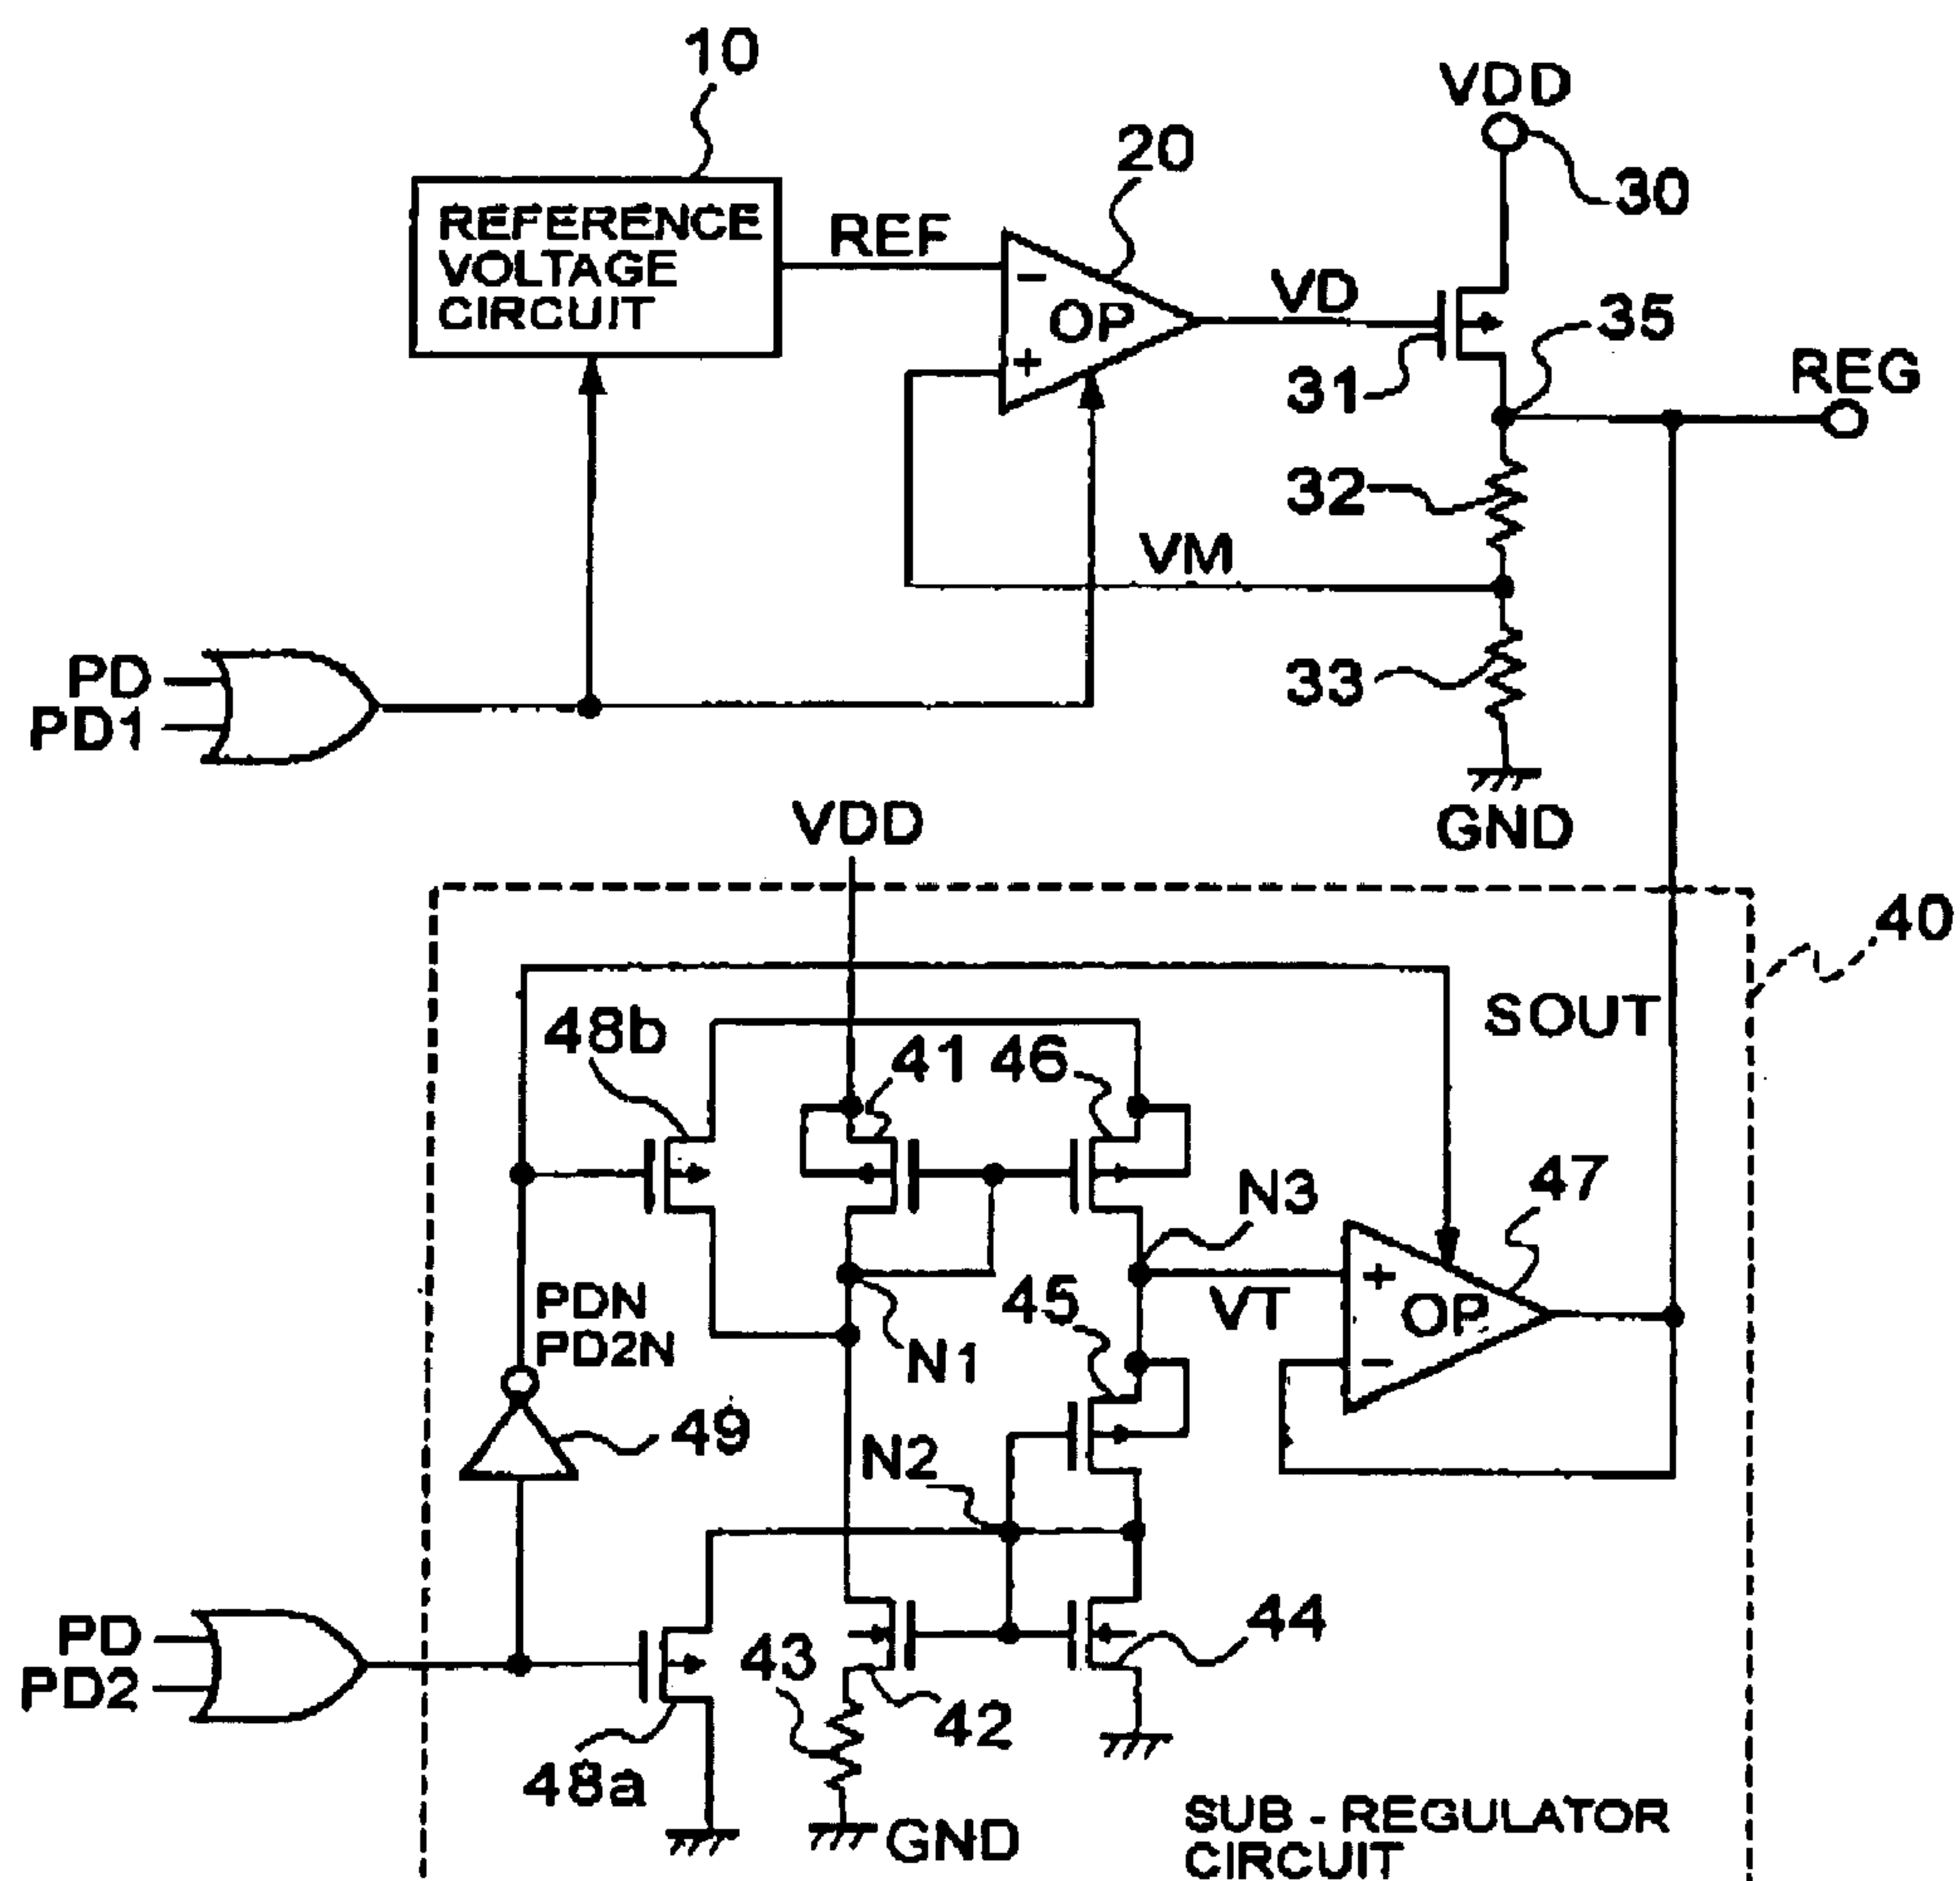 10
VDD
20
30
REFERENCE
VOLTAGE
CIRCUIT
REF
-
OP
+
VD
35
31
REG
32
VM
PD
PD1
33
VDD
GND
40
48b
41
46
SOUT
N3
47
PDN
PD2N
45
VT
+
OP
-
N1
49
N2
PD
PD2
43
44
42
48a
GND
SUB - REGULATOR
CIRCUIT